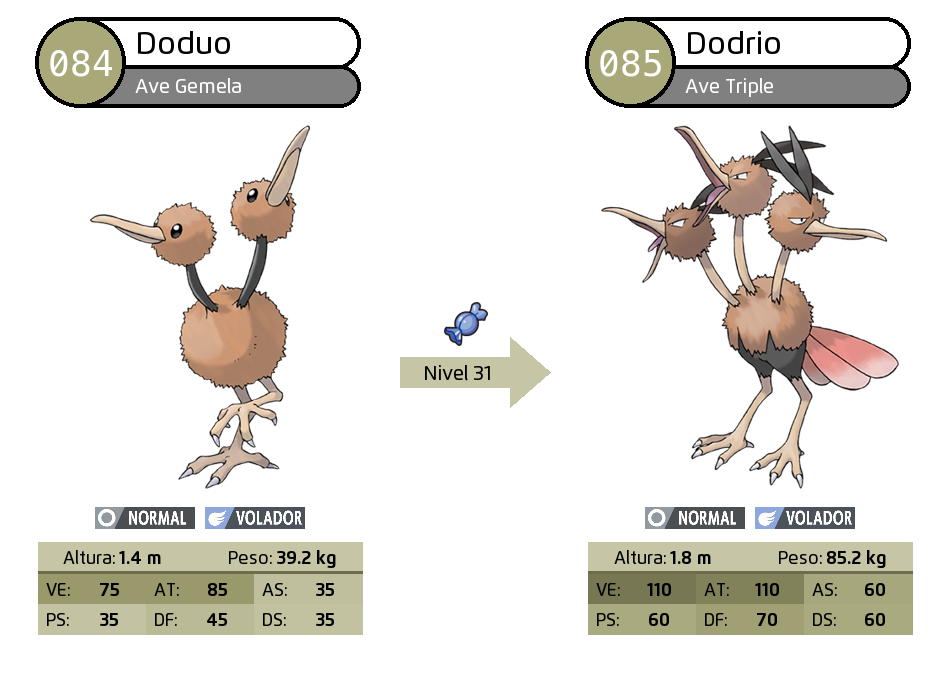 084
Doduo
Ave Gemela
085
Dodrio
Ave Triple
Nivel 31
NORMAL VOLADOR
Altura: 1.4 m Peso: 39.2 kg
VE: 75 AT: 85 AS: 35
PS: 35 DF: 45 DS: 35
NORMAL VOLADOR
Altura: 1.8 m Peso: 85.2 kg
VE: 110 AT: 110 AS: 60
PS: 60 DF: 70 DS: 60